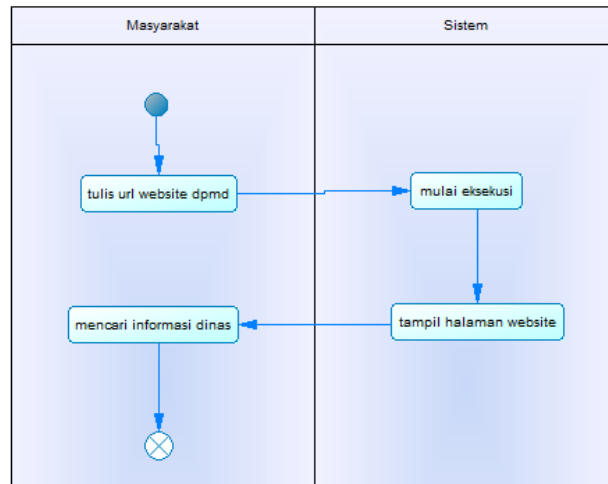 Masyarakat
Sistem
tulis url website dpmd
mulai eksekusi
tampil halaman website
mencari informasi dinas